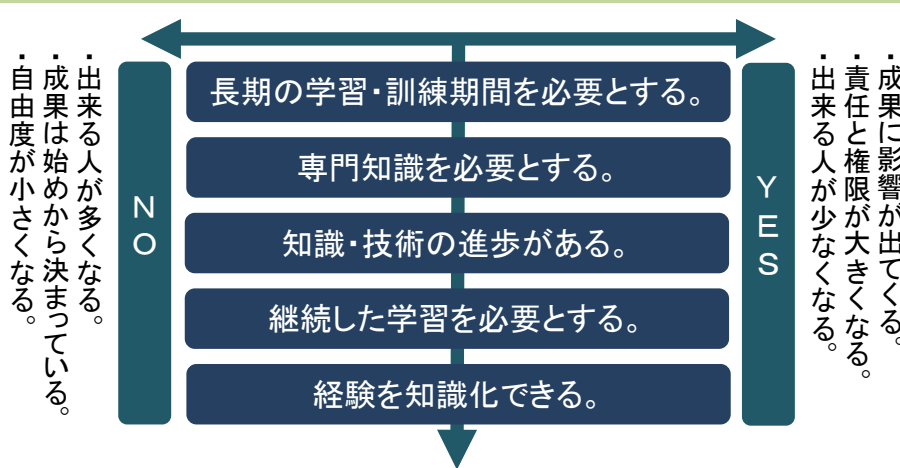 ・出来る人が多くなる。
・成果は始めから決まっている。
・自由度が小さくなる。
NO
長期の学習・訓練期間を必要とする。
専門知識を必要とする。
知識・技術の進歩がある。
継続した学習を必要とする。
経験を知識化できる。
YES
・成果に影響が出てくる。
・責任と権限が大きくなる。
・出来る人が少なくなる。